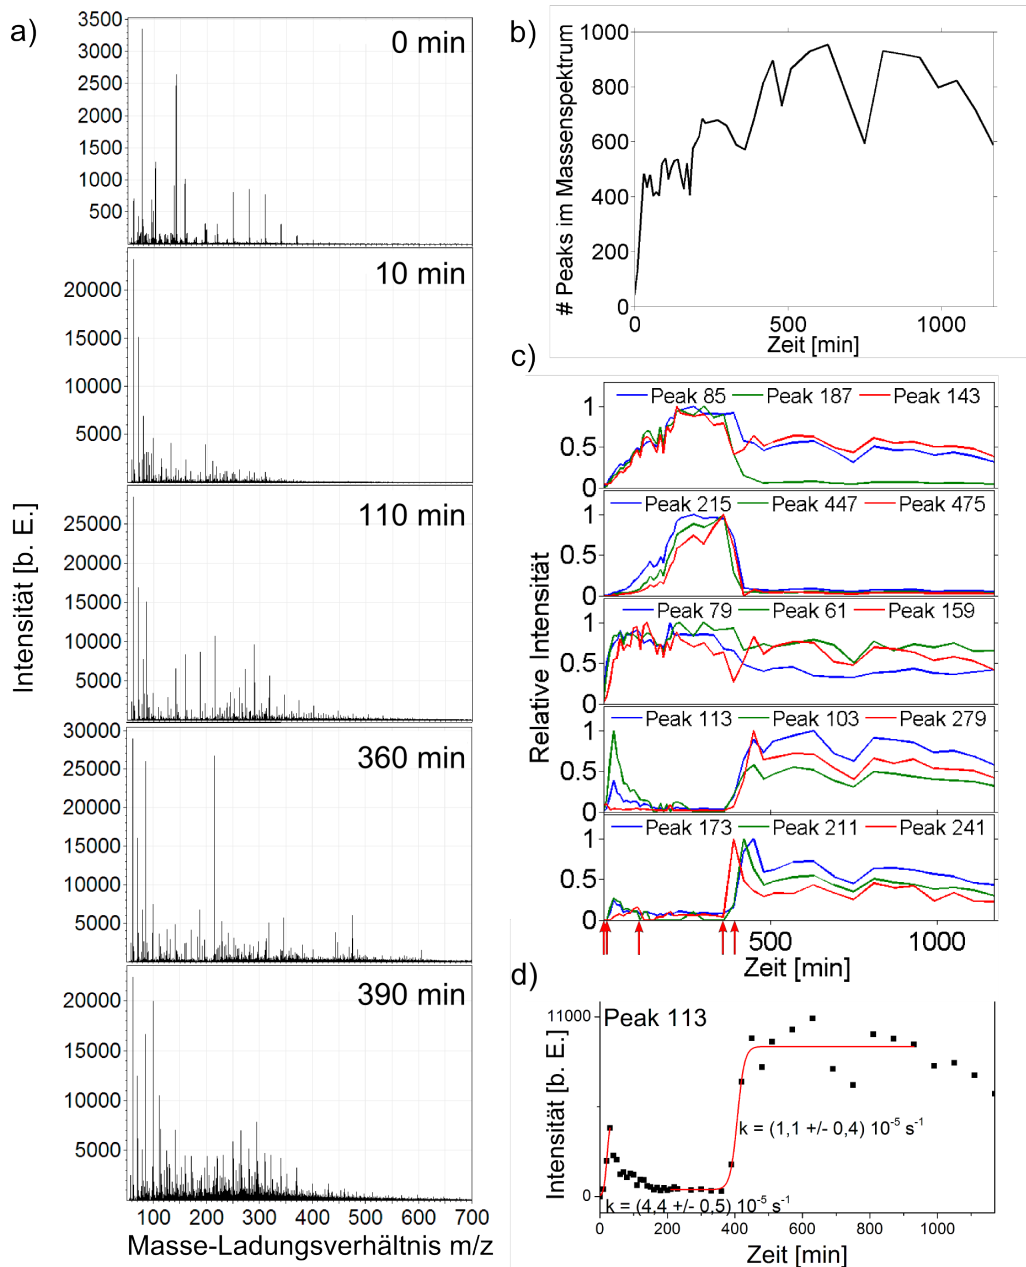 a)
0 min
3500
3000
2500
2000
1500
1000
500
10 min
20000
15000
10000
5000
110 min
25000
20000
15000
10000
5000
360 min
30000
25000
20000
15000
10000
5000
390 min
20000
15000
10000
5000
100 200 300 400 500 600 700
Masse-Ladungsverhältnis m/z
Intensität [b. E.]
b)
1000
800
600
400
200
0
0 500 1000
Zeit [min]
# Peaks im Massenspektrum
c)
Peak 85 Peak 187 Peak 143
1
0.5
0
Peak 215 Peak 447 Peak 475
1
0.5
0
Peak 79 Peak 61 Peak 159
1
0.5
0
Peak 113 Peak 103 Peak 279
1
0.5
0
Peak 173 Peak 211 Peak 241
1
0.5
0
500 1000
Zeit [min]
Relative Intensität
d)
Peak 113
11000
0
k = (1,1 +/- 0,4) 10⁻⁵ s⁻¹
k = (4,4 +/- 0,5) 10⁻⁵ s⁻¹
0 200 400 600 800 1000
Zeit [min]
Intensität [b. E.]